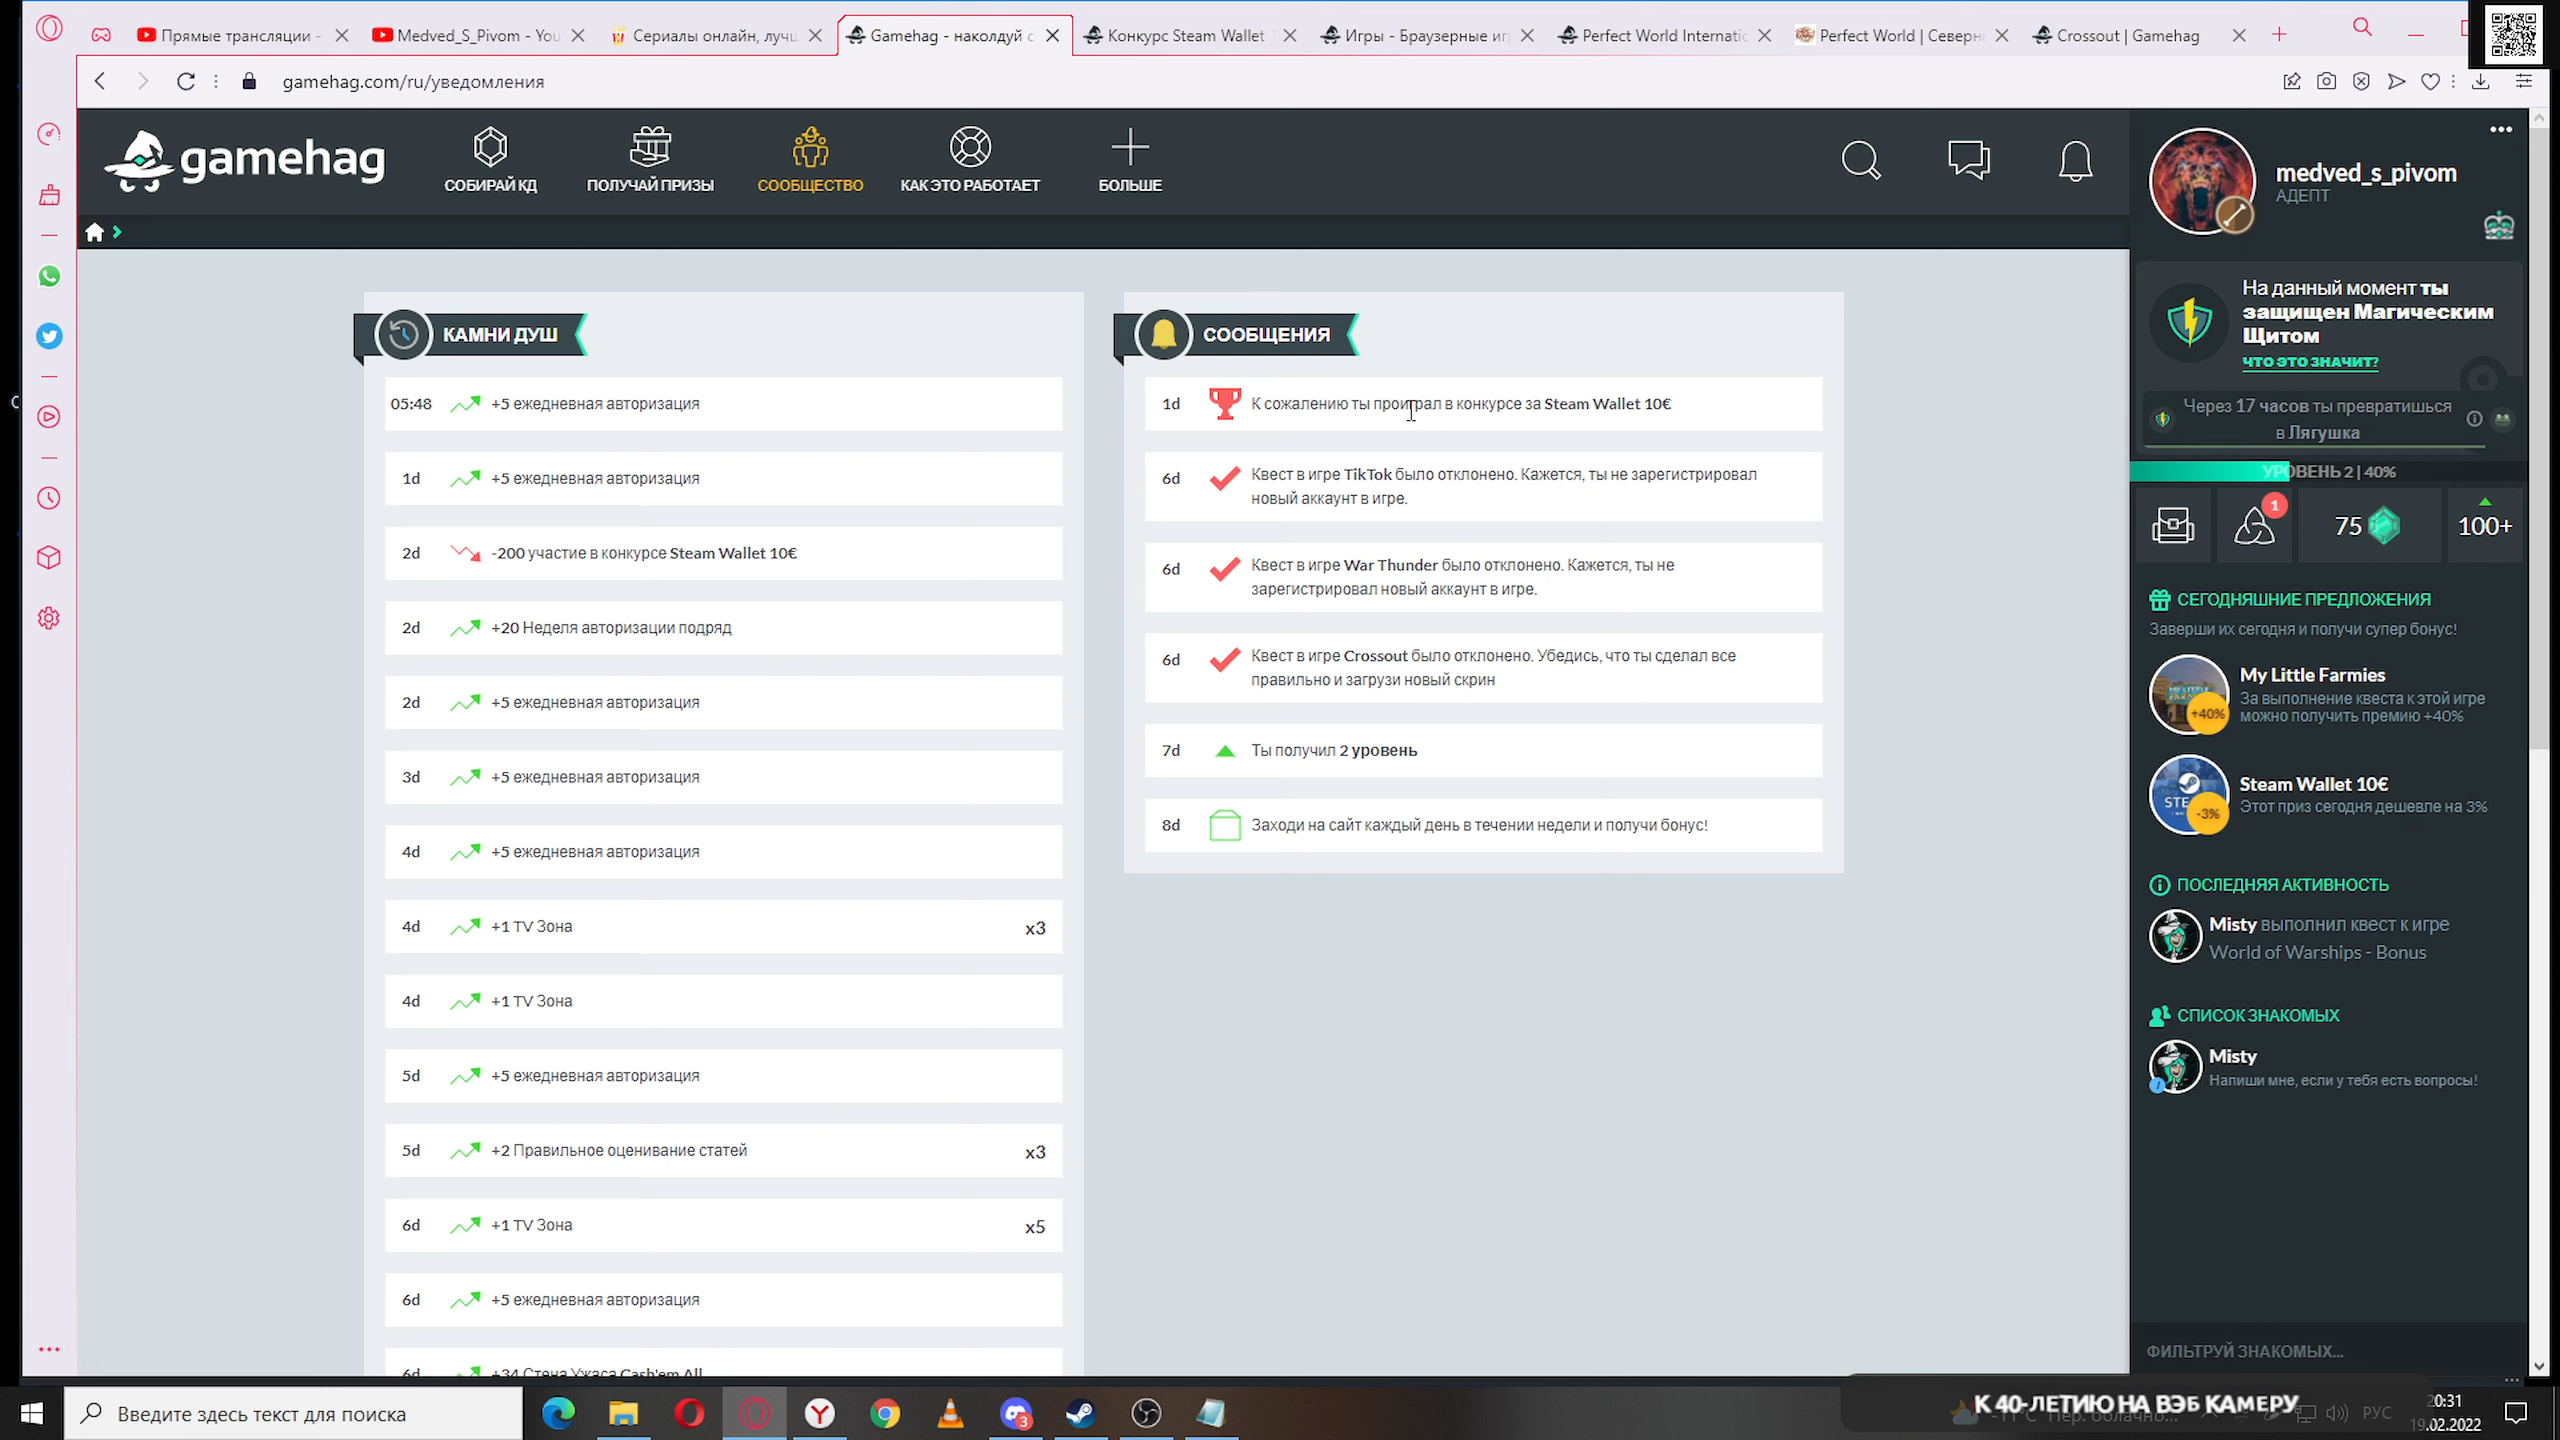 Прямые трансляции -
Medved_S_Pivom - You
Сериалы онлайн, лучш
Gamehag - наколдуй с
Конкурс Steam Wallet
Игры - Браузерные иг
Perfect World Internatic
Perfect World | Северн
Crossout | Gamehag
gamehag.com/ru/уведомления
gamehag
СОБИРАЙ КД
ПОЛУЧАЙ ПРИЗЫ
СООБЩЕСТВО
КАК ЭТО РАБОТАЕТ
БОЛЬШЕ
КАМНИ ДУШ
05:48 +5 ежедневная авторизация
1d +5 ежедневная авторизация
2d -200 участие в конкурсе Steam Wallet 10€
2d +20 Неделя авторизации подряд
2d +5 ежедневная авторизация
3d +5 ежедневная авторизация
4d +5 ежедневная авторизация
4d +1 TV Зона x3
4d +1 TV Зона
5d +5 ежедневная авторизация
5d +2 Правильное оценивание статей x3
6d +1 TV Зона x5
6d +5 ежедневная авторизация
6d +34 Стена Ужаса Cash'em All
СООБЩЕНИЯ
1d К сожалению ты проиграл в конкурсе за Steam Wallet 10€
6d Квест в игре TikTok было отклонено. Кажется, ты не зарегистрировал
новый аккаунт в игре.
6d Квест в игре War Thunder было отклонено. Кажется, ты не
зарегистрировал новый аккаунт в игре.
6d Квест в игре Crossout было отклонено. Убедись, что ты сделал все
правильно и загрузи новый скрин
7d Ты получил 2 уровень
8d Заходи на сайт каждый день в течении недели и получи бонус!
medved_s_pivom
АДЕПТ
На данный момент ты
защищен Магическим
Щитом
ЧТО ЭТО ЗНАЧИТ?
Через 17 часов ты превратишься
в Лягушка
УРОВЕНЬ 2 | 40%
1
75
100+
СЕГОДНЯШНИЕ ПРЕДЛОЖЕНИЯ
Заверши их сегодня и получи супер бонус!
My Little Farmies
За выполнение квеста к этой игре
можно получить премию +40%
+40%
Steam Wallet 10€
Этот приз сегодня дешевле на 3%
-3%
ПОСЛЕДНЯЯ АКТИВНОСТЬ
Misty выполнил квест к игре
World of Warships - Bonus
СПИСОК ЗНАКОМЫХ
Misty
Напиши мне, если у тебя есть вопросы!
ФИЛЬТРУЙ ЗНАКОМЫХ...
Введите здесь текст для поиска
3
К 40-ЛЕТИЮ НА ВЭБ КАМЕРУ
РУС
20:31
19.02.2022